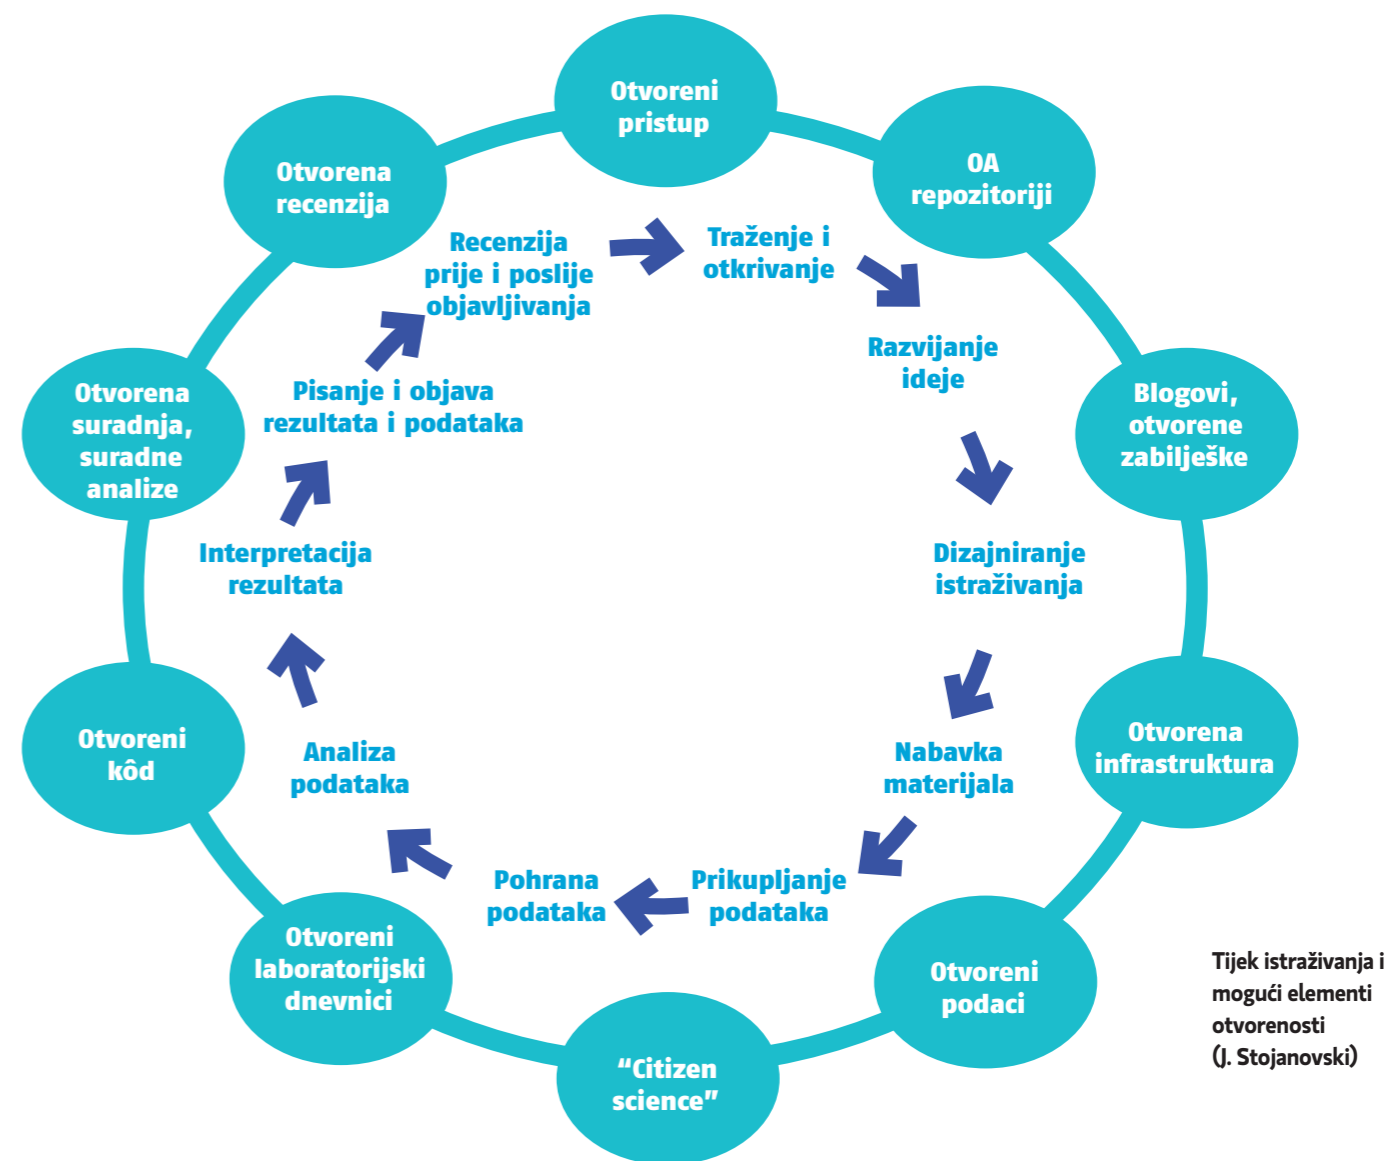 Otvoreni
pristup
OA
repozitoriji
Blogovi,
otvorene
zabilješke
Otvorena
infrastruktura
Otvoreni
podaci
“Citizen
science”
Otvoreni
laboratorijski
dnevnici
Otvoreni
kôd
Otvorena
suradnja,
suradne
analize
Otvorena
recenzija
Traženje i
otkrivanje
Razvijanje
ideje
Dizajniranje
istraživanja
Nabavka
materijala
Prikupljanje
podataka
Pohrana
podataka
Analiza
podataka
Interpretacija
rezultata
Pisanje i objava
rezultata i podataka
Recenzija
prije i poslije
objavljivanja
Tijek istraživanja i
mogući elementi
otvorenosti
(J. Stojanovski)